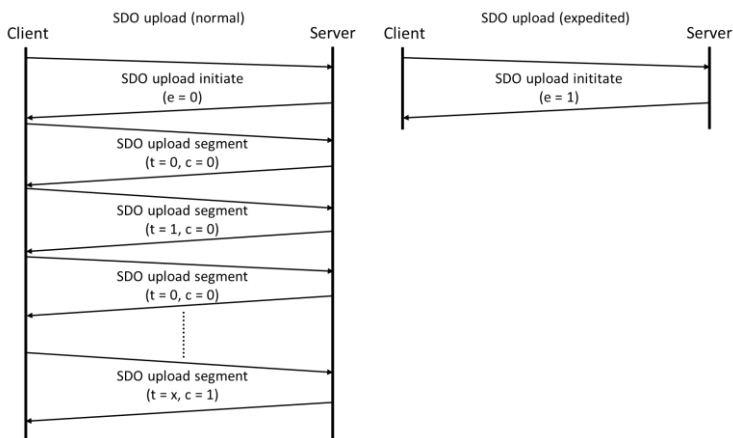 SDO upload (normal)
Client
Server
SDO upload initiate
(e = 0)
SDO upload segment
(t = 0, c = 0)
SDO upload segment
(t = 1, c = 0)
SDO upload segment
(t = 0, c = 0)
SDO upload segment
(t = x, c = 1)
SDO upload (expedited)
Client
Server
SDO upload inititate
(e = 1)